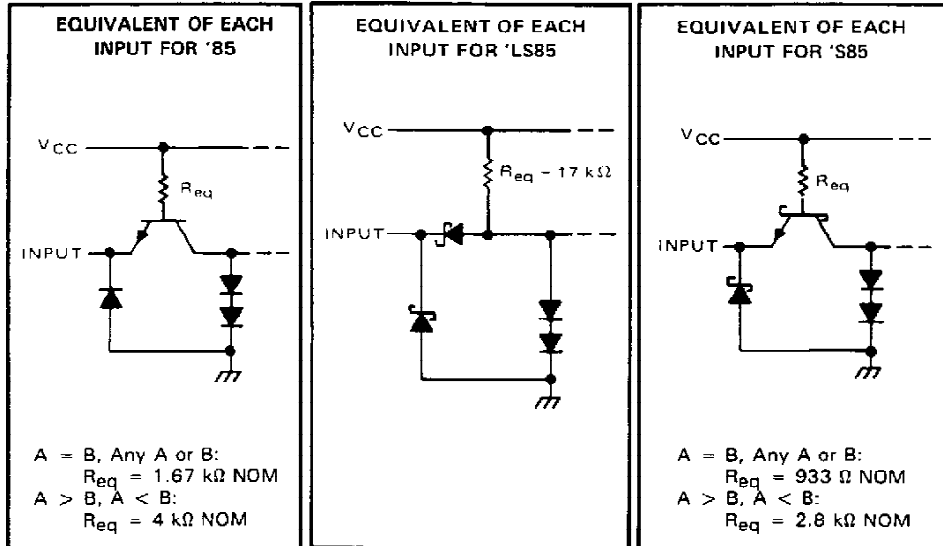 EQUIVALENT OF EACH
INPUT FOR '85
VCC
Req
INPUT
A = B, Any A or B:
Req = 1.67 kΩ NOM
A > B, A < B:
Req = 4 kΩ NOM
EQUIVALENT OF EACH
INPUT FOR 'LS85
VCC
Req - 17 kΩ
INPUT
EQUIVALENT OF EACH
INPUT FOR 'S85
VCC
Req
INPUT
A = B, Any A or B:
Req = 933 Ω NOM
A > B, A < B:
Req = 2.8 kΩ NOM